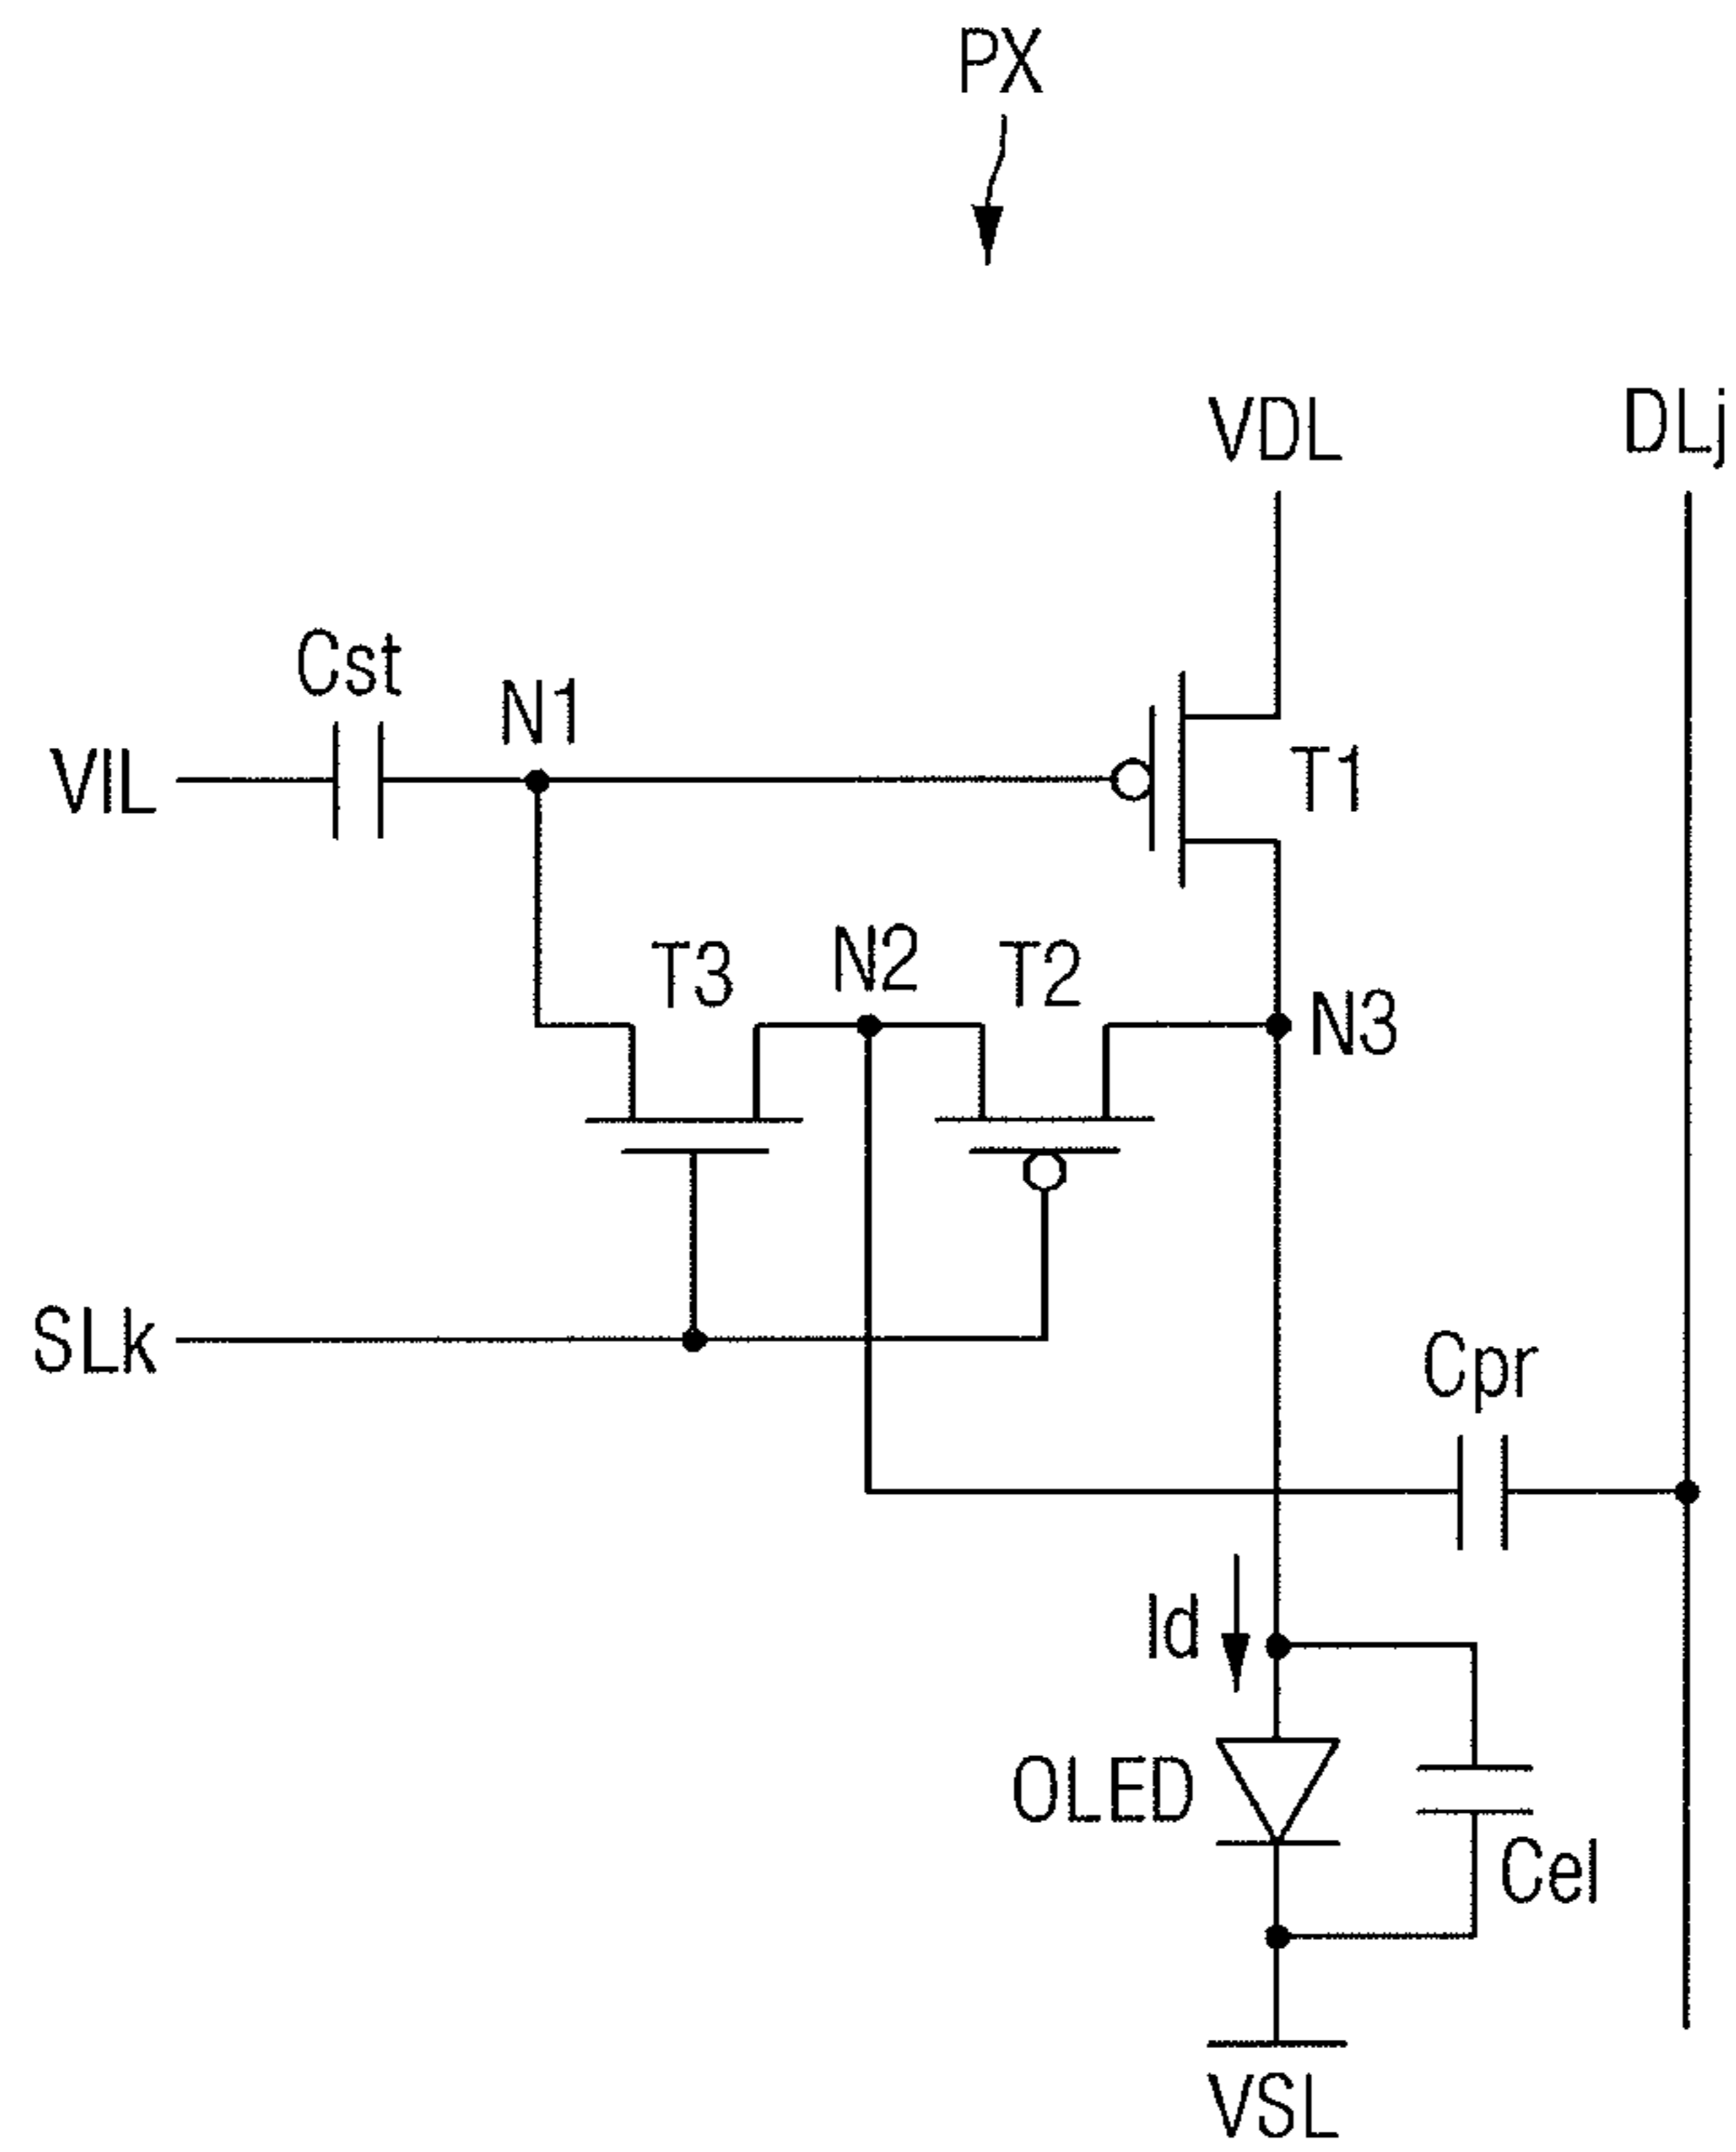 PX
VDL
DLj
Cst
N1
VIL
T1
T3
N2
T2
N3
SLk
Cpr
Id
OLED
Cel
VSL